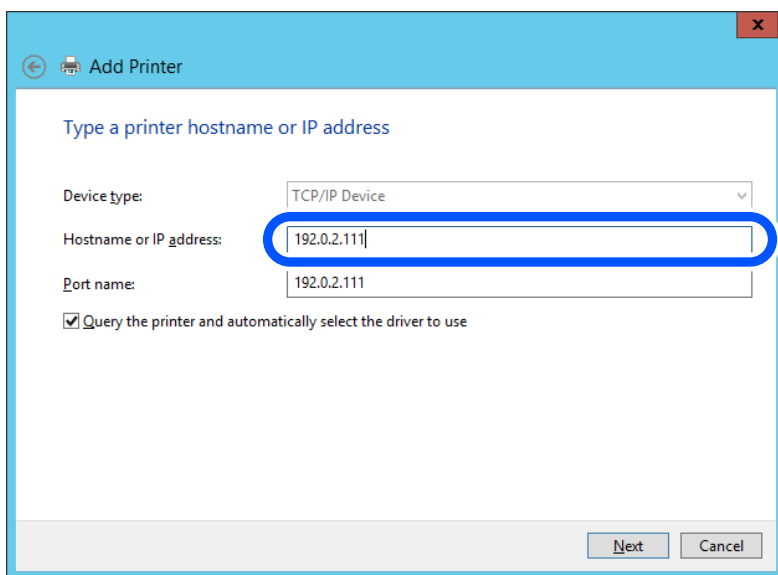 x
Add Printer
Type a printer hostname or IP address
Device type: TCP/IP Device
Hostname or IP address: 192.0.2.111
Port name: 192.0.2.111
Query the printer and automatically select the driver to use
Next Cancel